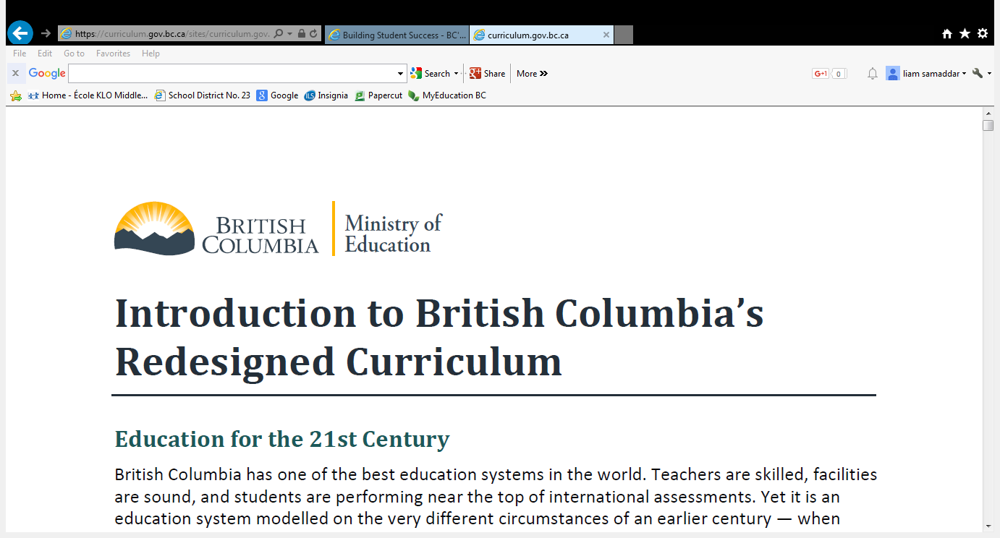 https://curriculum.gov.bc.ca/sites/curriculum.gov.
Building Student Success - BC'...
curriculum.gov.bc.ca
File Edit Go to Favorites Help
x Google Search Share More G+1 0 liam samaddar
Home - École KLO Middle... School District No. 23 8 Google ILS Insignia Papercut MyEducation BC
BRITISH COLUMBIA
Ministry of Education
Introduction to British Columbia’s
Redesigned Curriculum
Education for the 21st Century
British Columbia has one of the best education systems in the world. Teachers are skilled, facilities
are sound, and students are performing near the top of international assessments. Yet it is an
education system modelled on the very different circumstances of an earlier century — when